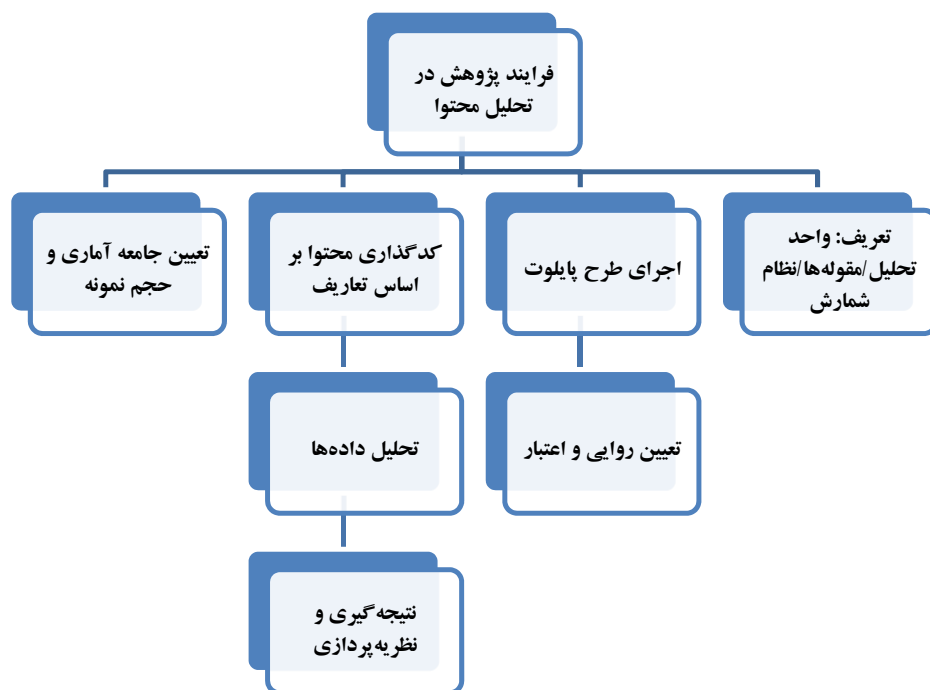 فرایند پژوهش در
تحلیل محتوا
تعریف: واحد
تحلیل/مقوله‌ها/نظام
شمارش
اجرای طرح پایلوت
کدگذاری محتوا بر
اساس تعاریف
تعیین جامعه آماری و
حجم نمونه
تعیین روایی و اعتبار
تحلیل داده‌ها
نتیجه‌گیری و
نظریه‌پردازی